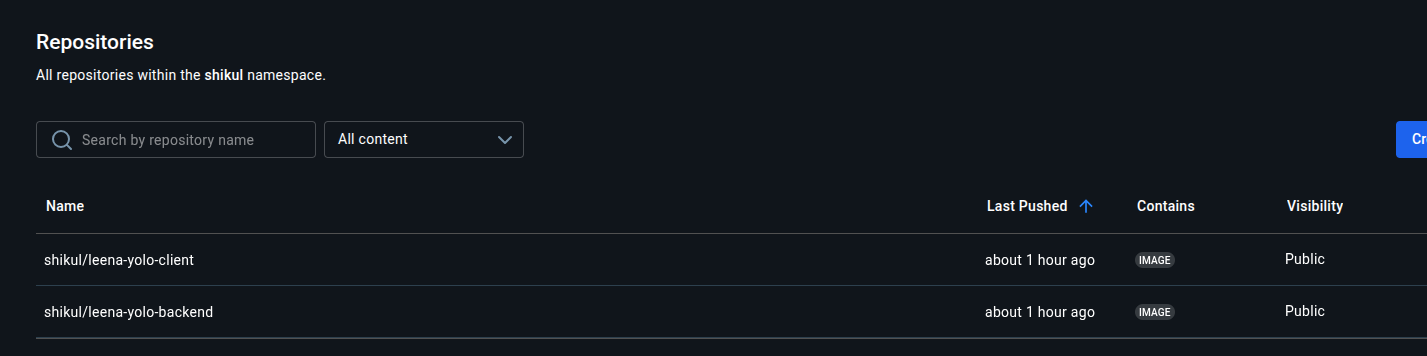 Repositories
All repositories within the shikul namespace.
Search by repository name
All content
Cr
Name Last Pushed Contains Visibility
shikul/leena-yolo-client about 1 hour ago IMAGE Public
shikul/leena-yolo-backend about 1 hour ago IMAGE Public